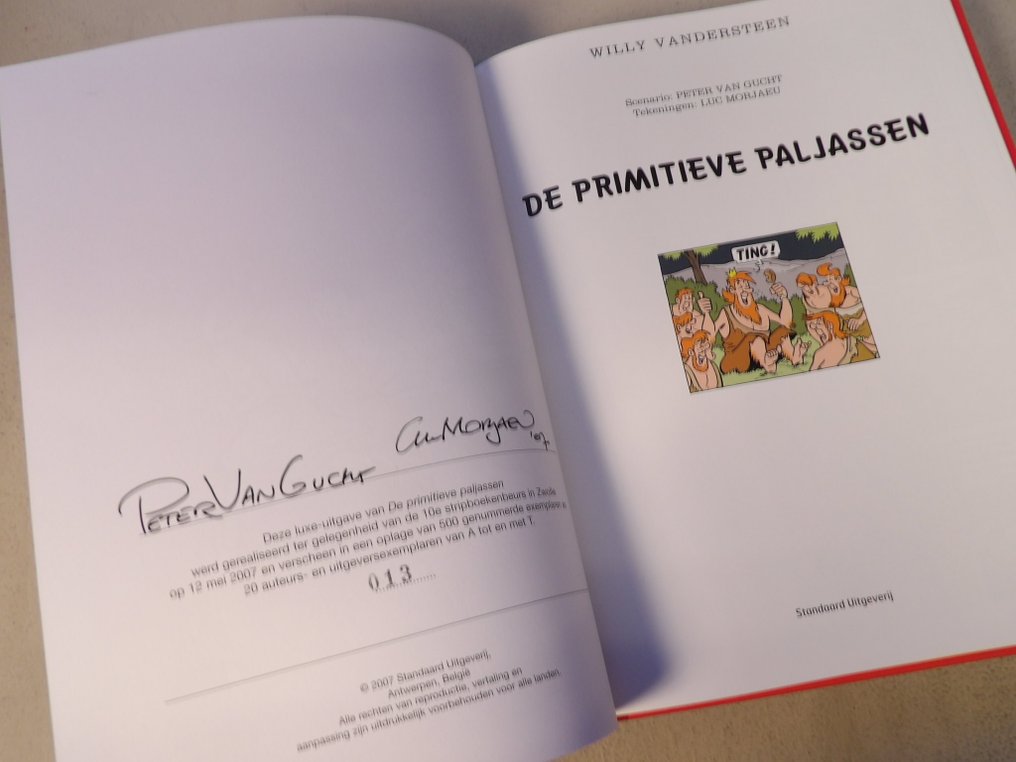 Peter Van Gucht Luc Morjaeu '07.
Deze luxe-uitgave van De primitieve paljassen
werd gerealiseerd ter gelegenheid van de 10e stripboekenbeurs in Zwolle
op 12 mei 2007 en verscheen in een oplage van 500 genummerde exemplaren
20 auteurs- en uitgeversexemplaren van A tot en met T
013
© 2007 Standaard Uitgeverij,
Antwerpen, België
Alle rechten van reproductie, vertaling en
aanpassing zijn uitdrukkelijk voorbehouden voor alle landen.
WILLY VANDERSTEEN
Scenario: PETER VAN GUCHT
Tekeningen: LUC MORJAEU
DE PRIMITIEVE PALJASSEN
TING!
Standaard Uitgeverij